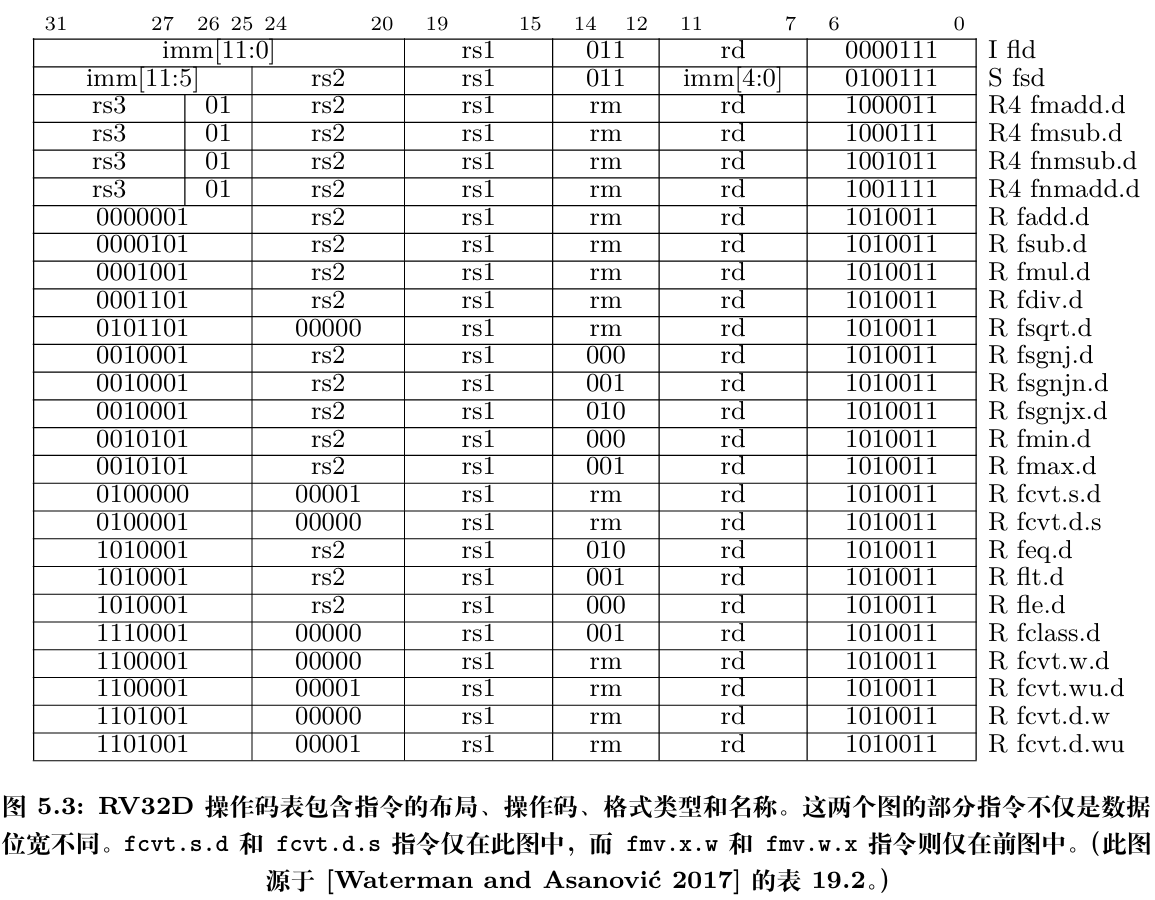 31 27 26 25 24 20 19 15 14 12 11 7 6 0
imm[11:0] rs1 011 rd 0000111 I fld
imm[11:5] rs2 rs1 011 imm[4:0] 0100111 S fsd
rs3 01 rs2 rs1 rm rd 1000011 R4 fmadd.d
rs3 01 rs2 rs1 rm rd 1000111 R4 fmsub.d
rs3 01 rs2 rs1 rm rd 1001011 R4 fnmsub.d
rs3 01 rs2 rs1 rm rd 1001111 R4 fnmadd.d
0000001 rs2 rs1 rm rd 1010011 R fadd.d
0000101 rs2 rs1 rm rd 1010011 R fsub.d
0001001 rs2 rs1 rm rd 1010011 R fmul.d
0001101 rs2 rs1 rm rd 1010011 R fdiv.d
0101101 00000 rs1 rm rd 1010011 R fsqrt.d
0010001 rs2 rs1 000 rd 1010011 R fsgnj.d
0010001 rs2 rs1 001 rd 1010011 R fsgnjn.d
0010001 rs2 rs1 010 rd 1010011 R fsgnjx.d
0010101 rs2 rs1 000 rd 1010011 R fmin.d
0010101 rs2 rs1 001 rd 1010011 R fmax.d
0100000 00001 rs1 rm rd 1010011 R fcvt.s.d
0100001 00000 rs1 rm rd 1010011 R fcvt.d.s
1010001 rs2 rs1 010 rd 1010011 R feq.d
1010001 rs2 rs1 001 rd 1010011 R flt.d
1010001 rs2 rs1 000 rd 1010011 R fle.d
1110001 00000 rs1 001 rd 1010011 R fclass.d
1100001 00000 rs1 rm rd 1010011 R fcvt.w.d
1100001 00001 rs1 rm rd 1010011 R fcvt.wu.d
1101001 00000 rs1 rm rd 1010011 R fcvt.d.w
1101001 00001 rs1 rm rd 1010011 R fcvt.d.wu
图 5.3: RV32D 操作码表包含指令的布局、操作码、格式类型和名称。这两个图的部分指令不仅是数据
位宽不同。fcvt.s.d 和 fcvt.d.s 指令仅在此图中，而 fmv.x.w 和 fmv.w.x 指令则仅在前图中。(此图
源于 [Waterman and Asanović 2017] 的表 19.2。)